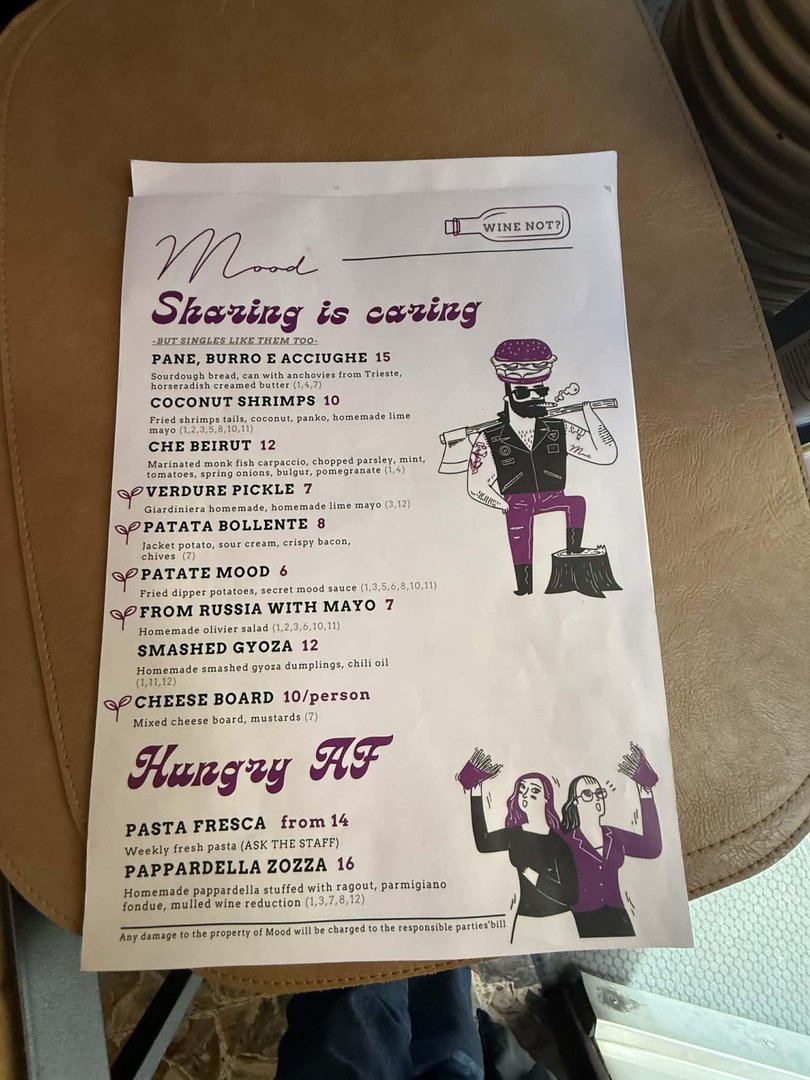 WINE NOT?
Mood
Sharing is caring
-BUT SINGLES LIKE THEM TOO-
PANE, BURRO E ACCIUGHE 15
Sourdough bread, can with anchovies from Trieste,
horseradish creamed butter (1,4,7)
COCONUT SHRIMPS 10
Fried shrimps tails, coconut, panko, homemade lime
mayo (1,2,3,5,8,10,11)
CHE BEIRUT 12
Marinated monk fish carpaccio, chopped parsley, mint,
tomatoes, spring onions, bulgur, pomegranate (1,4)
VERDURE PICKLE 7
Giardiniera homemade, homemade lime mayo (3,12)
PATATA BOLLENTE 8
Jacket potato, sour cream, crispy bacon,
chives (7)
PATATE MOOD 6
Fried dipper potatoes, secret mood sauce (1,3,5,6,8,10,11)
FROM RUSSIA WITH MAYO 7
Homemade olivier salad (1,2,3,6,10,11)
SMASHED GYOZA 12
Homemade smashed gyoza dumplings, chili oil
(1,11,12)
CHEESE BOARD 10/person
Mixed cheese board, mustards (7)
Hungry AF
PASTA FRESCA from 14
Weekly fresh pasta (ASK THE STAFF)
PAPPARDELLA ZOZZA 16
Homemade pappardella stuffed with ragout, parmigiano
fondue, mulled wine reduction (1,3,7,8,12)
Any damage to the property of Mood will be charged to the responsible parties'bill